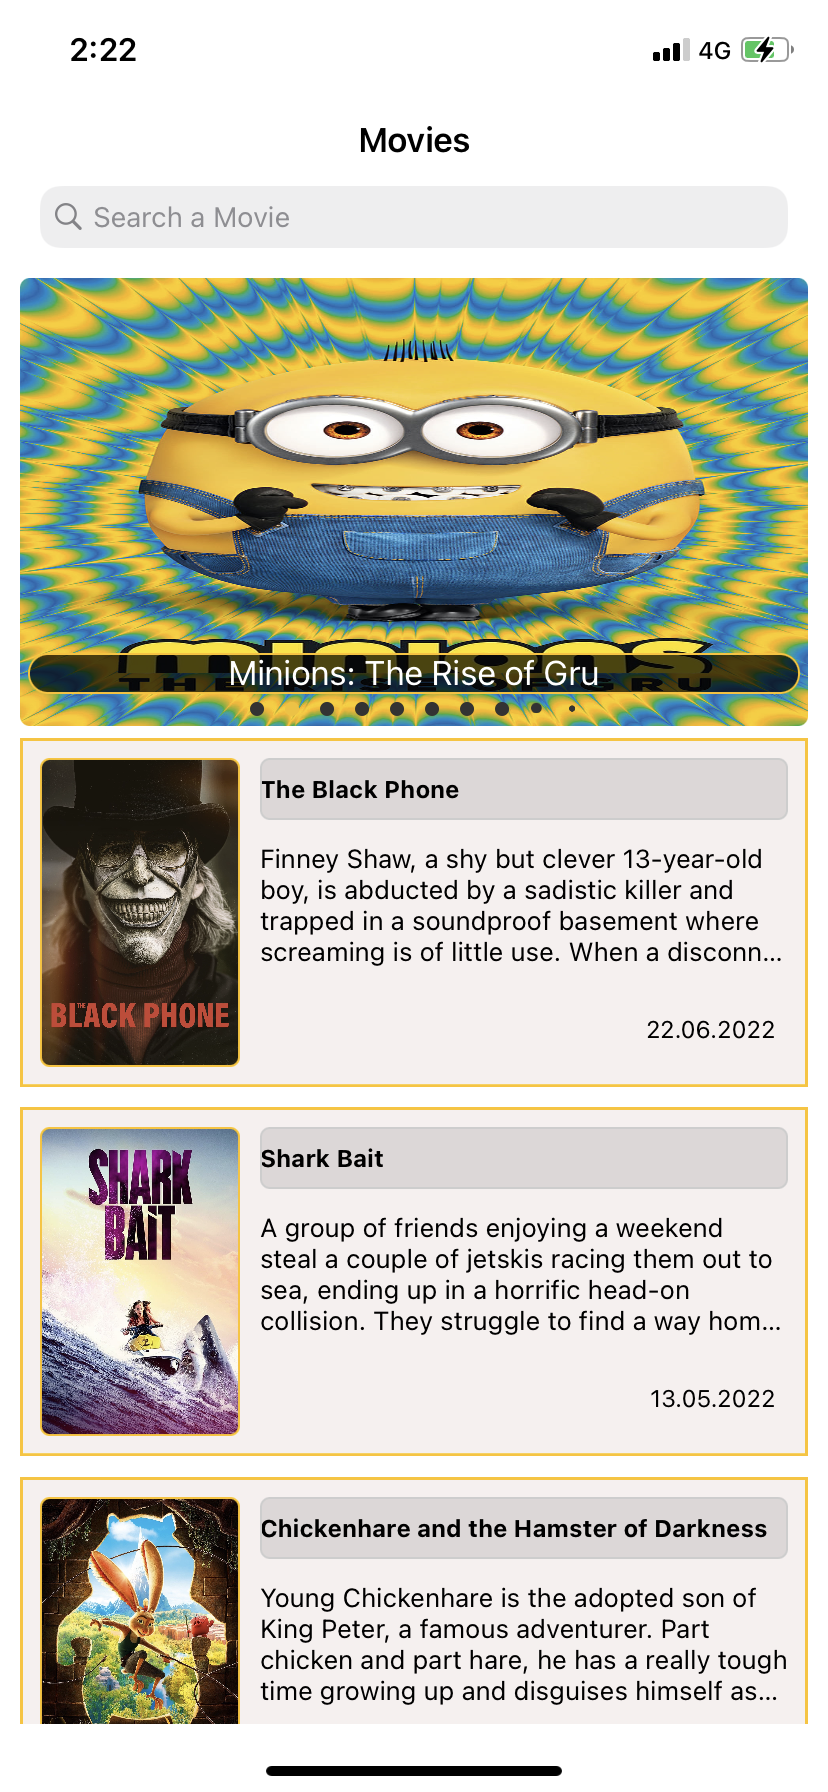 2:22
4G
Movies
Search a Movie
minions
THE RISE OF GRU
Minions: The Rise of Gru
THE
BLACK PHONE
The Black Phone
Finney Shaw, a shy but clever 13-year-old
boy, is abducted by a sadistic killer and
trapped in a soundproof basement where
screaming is of little use. When a disconn...
22.06.2022
SHARK
BAIT
Shark Bait
A group of friends enjoying a weekend
steal a couple of jetskis racing them out to
sea, ending up in a horrific head-on
collision. They struggle to find a way hom...
13.05.2022
Chickenhare and the Hamster of Darkness
Young Chickenhare is the adopted son of
King Peter, a famous adventurer. Part
chicken and part hare, he has a really tough
time growing up and disguises himself as...